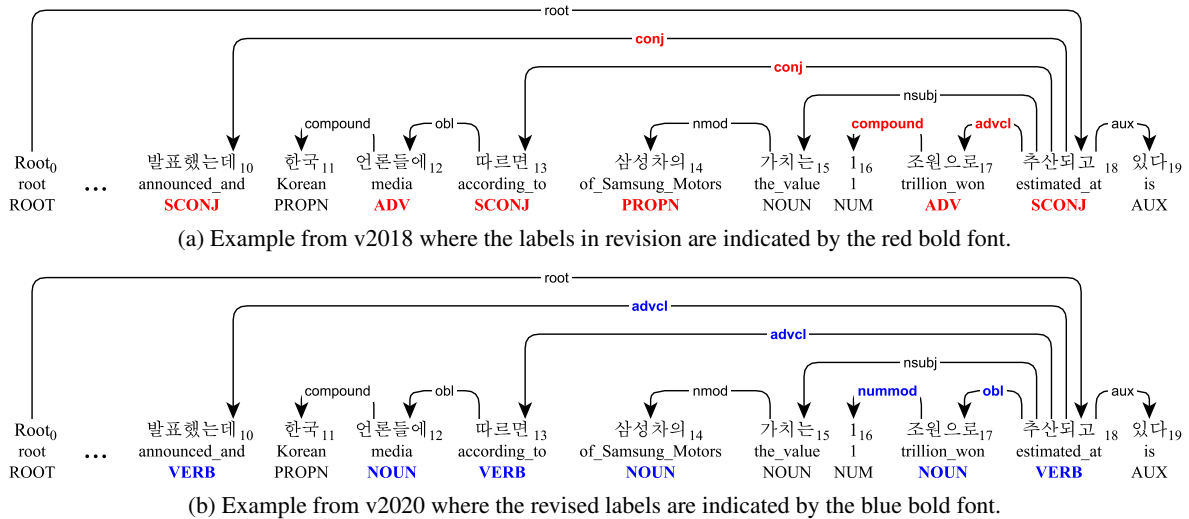 root
conj
conj
nsubj
compound obl nmod compound advcl aux
Root0 발표했는데10 한국11 언론들에12 따르면13 삼성차의14 가치는15 116 조원으로17 추산되고18 있다19
root ... announced_and Korean media according_to of_Samsung_Motors the_value 1 trillion_won estimated_at is
ROOT SCONJ PROPN ADV SCONJ PROPN NOUN NUM ADV SCONJ AUX
(a) Example from v2018 where the labels in revision are indicated by the red bold font.
root
advcl
advcl
nsubj
compound obl nmod nummod obl aux
Root0 발표했는데10 한국11 언론들에12 따르면13 삼성차의14 가치는15 116 조원으로17 추산되고18 있다19
root ... announced_and Korean media according_to of_Samsung_Motors the_value 1 trillion_won estimated_at is
ROOT VERB PROPN NOUN VERB NOUN NOUN NUM NOUN VERB AUX
(b) Example from v2020 where the revised labels are indicated by the blue bold font.